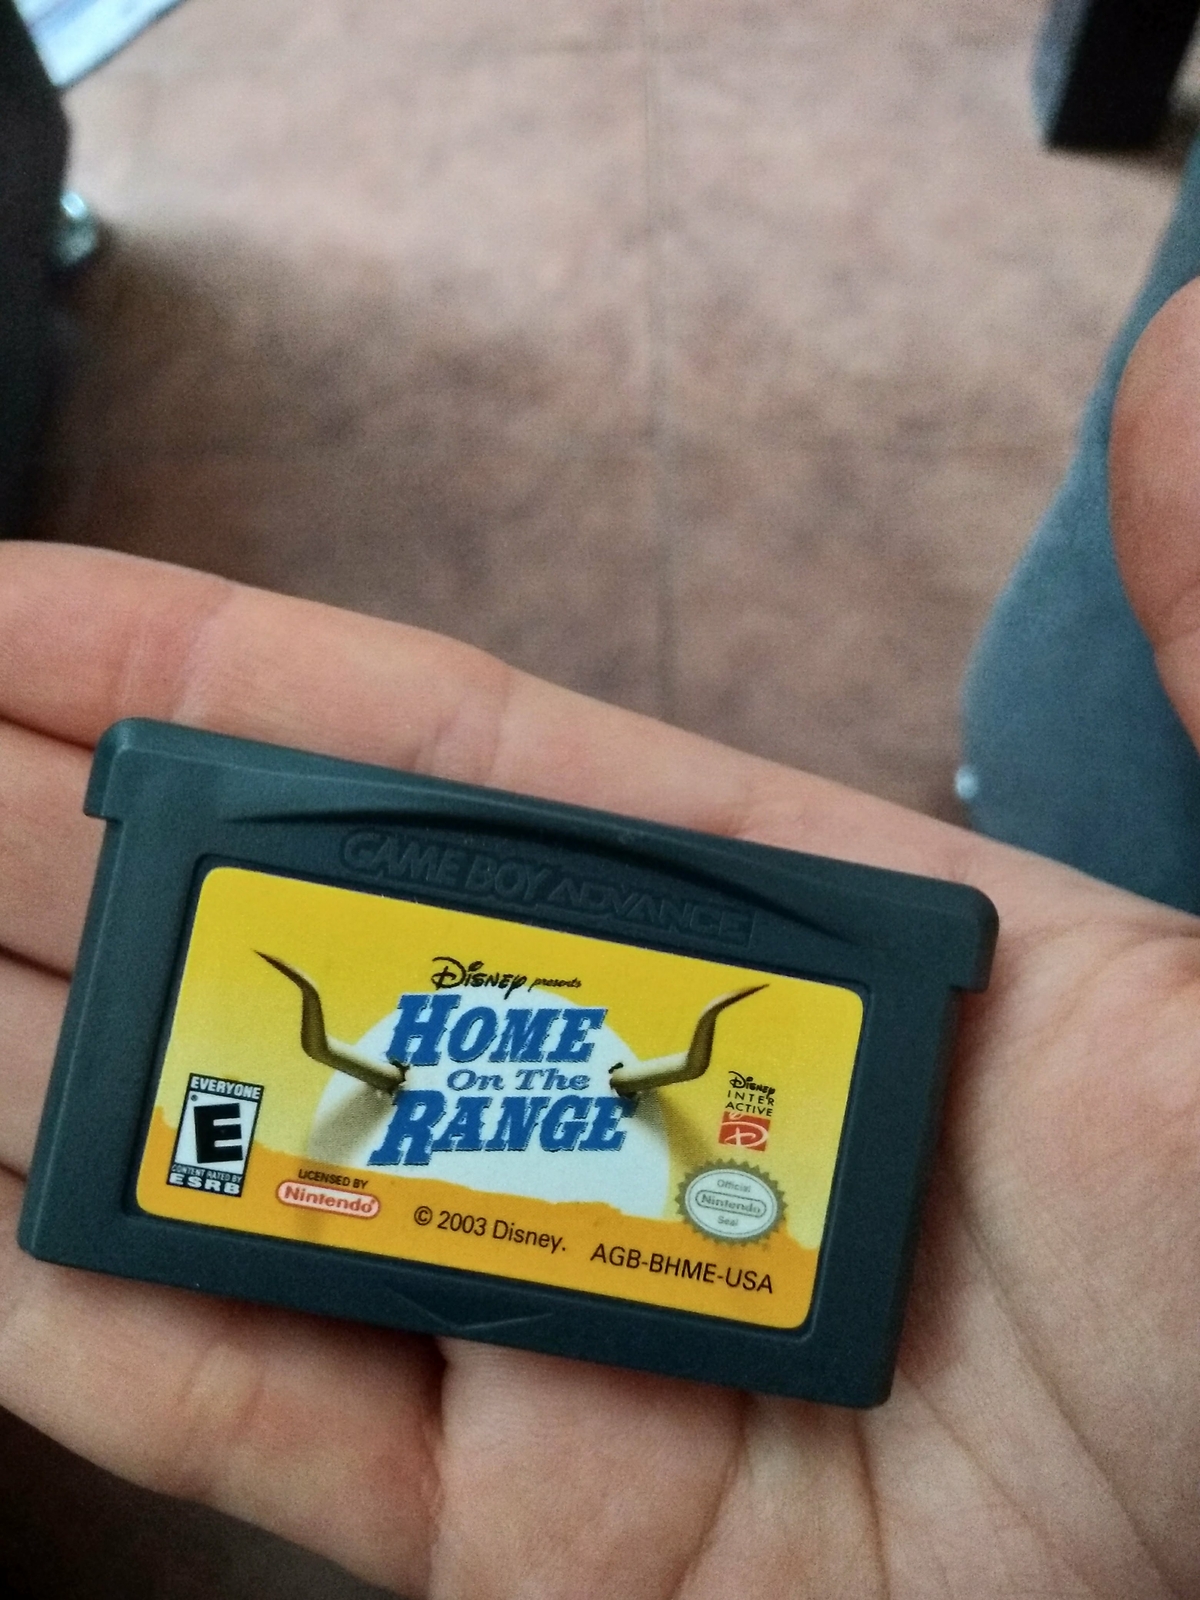 GAME BOY ADVANCE
Disney presents
HOME
On The
RANGE
EVERYONE
E
CONTENT RATED BY
ESRB
LICENSED BY
Nintendo®
© 2003 Disney.
AGB-BHME-USA
Disney
INTER
ACTIVE
D
Official
Nintendo
Seal